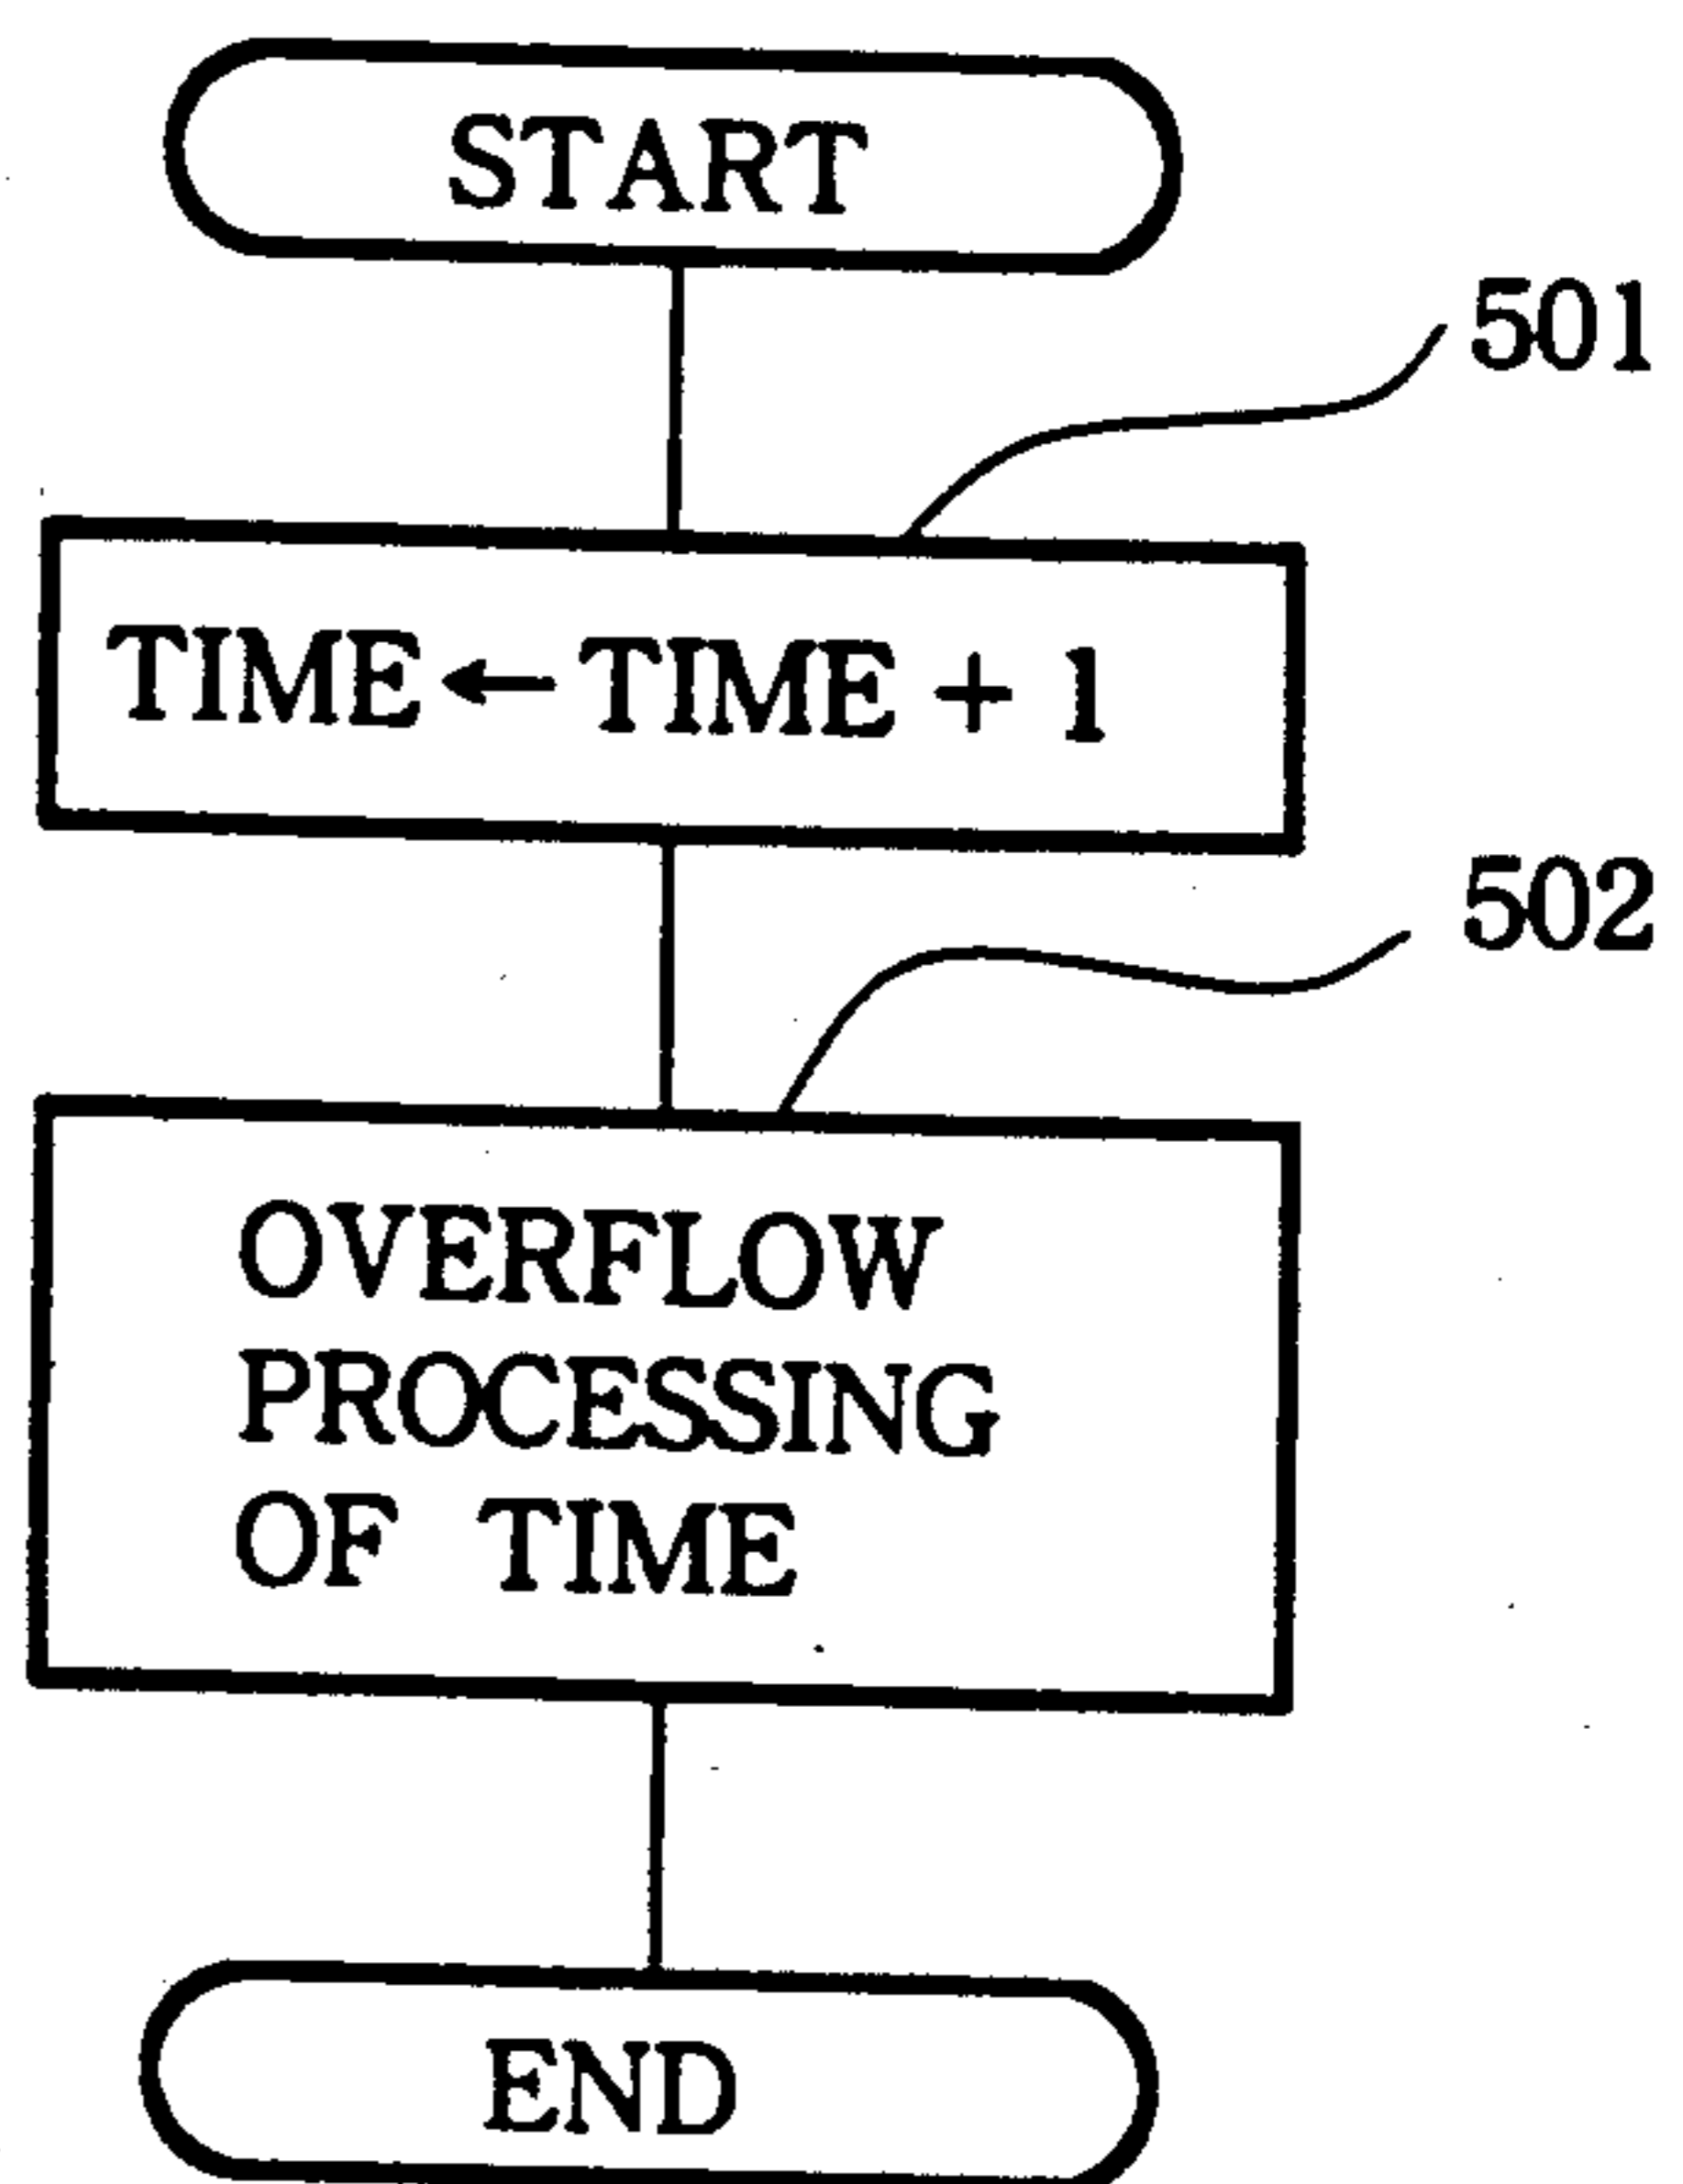 START
501
TIME ← TIME + 1
502
OVERFLOW
PROCESSING
OF TIME
END